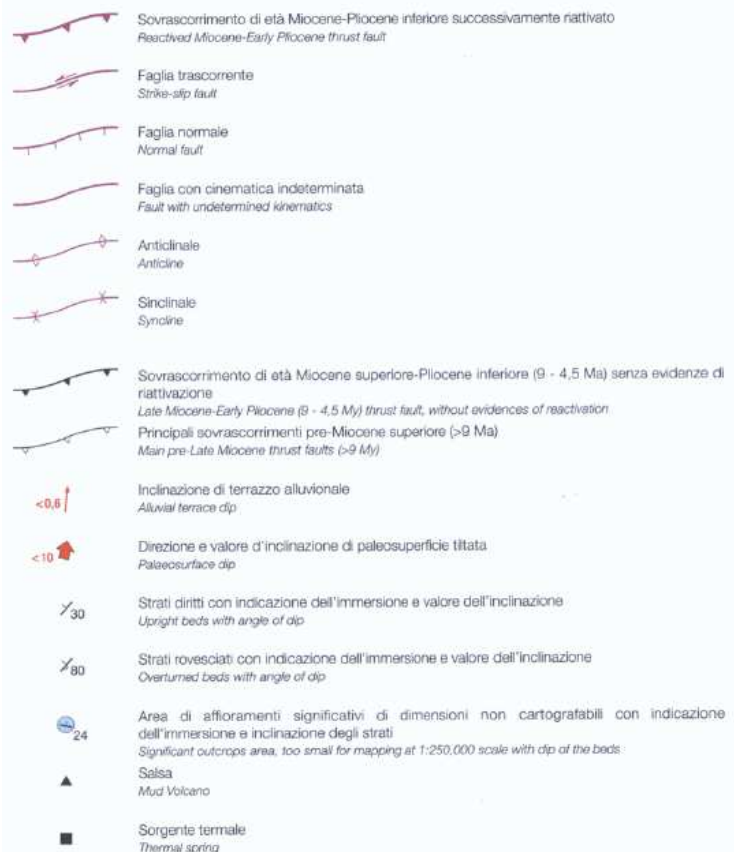 Sovrascorrimento di età Miocene-Pliocene inferiore successivamente riattivato
Reactived Miocene-Early Pliocene thrust fault
Faglia trascorrente
Strike-slip fault
Faglia normale
Normal fault
Faglia con cinematica indeterminata
Fault with undetermined kinematics
Anticlinale
Anticline
Sinclinale
Syncline
Sovrascorrimento di età Miocene superiore-Pliocene inferiore (9 - 4,5 Ma) senza evidenze di
riattivazione
Late Miocene-Early Pliocene (9 - 4,5 My) thrust fault, without evidences of reactivation
Principali sovrascorrimenti pre-Miocene superiore (>9 Ma)
Main pre-Late Miocene thrust faults (>9 My)
<0,6
Inclinazione di terrazzo alluvionale
Alluvial terrace dip
<10
Direzione e valore d'inclinazione di paleosuperficie tiltata
Palaeosurface dip
30
Strati diritti con indicazione dell'immersione e valore dell'inclinazione
Upright beds with angle of dip
80
Strati rovesciati con indicazione dell'immersione e valore dell'inclinazione
Overturned beds with angle of dip
24
Area di affioramenti significativi di dimensioni non cartografabili con indicazione
dell'immersione e inclinazione degli strati
Significant outcrops area, too small for mapping at 1:250.000 scale with dip of the beds
Salsa
Mud Volcano
Sorgente termale
Thermal spring